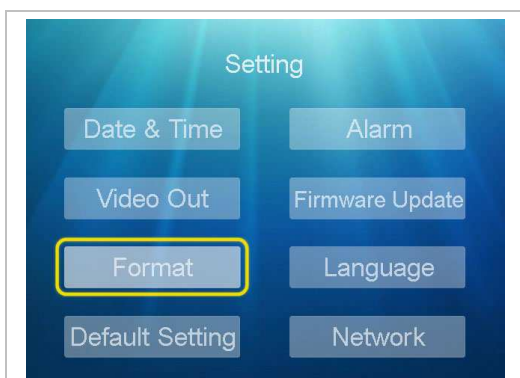 Setting
Date & Time
Alarm
Video Out
Firmware Update
Format
Language
Default Setting
Network